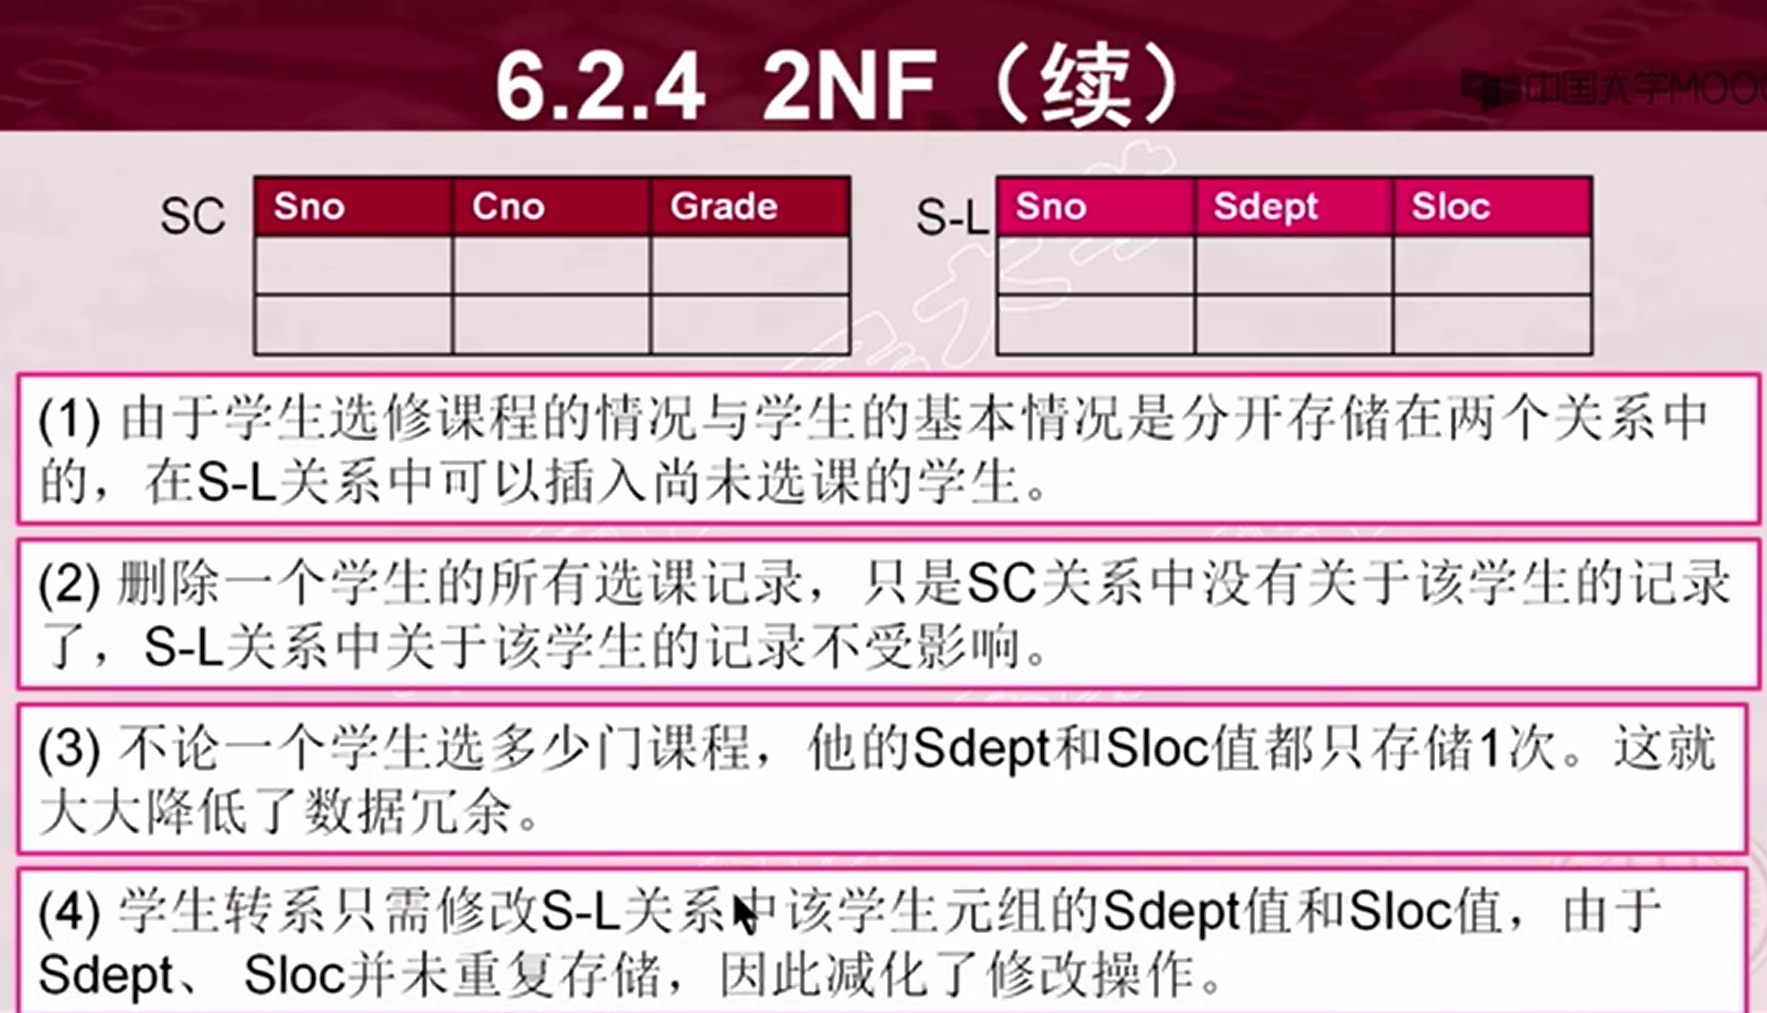 6.2.4 2NF（续）
中国大学MOOC
SC Sno Cno Grade
S-L Sno Sdept Sloc
(1) 由于学生选修课程的情况与学生的基本情况是分开存储在两个关系中
的，在S-L关系中可以插入尚未选课的学生。
(2) 删除一个学生的所有选课记录，只是SC关系中没有关于该学生的记录
了，S-L关系中关于该学生的记录不受影响。
(3) 不论一个学生选多少门课程，他的Sdept和Sloc值都只存储1次。这就
大大降低了数据冗余。
(4) 学生转系只需修改S-L关系中该学生元组的Sdept值和Sloc值，由于
Sdept、 Sloc并未重复存储，因此减化了修改操作。